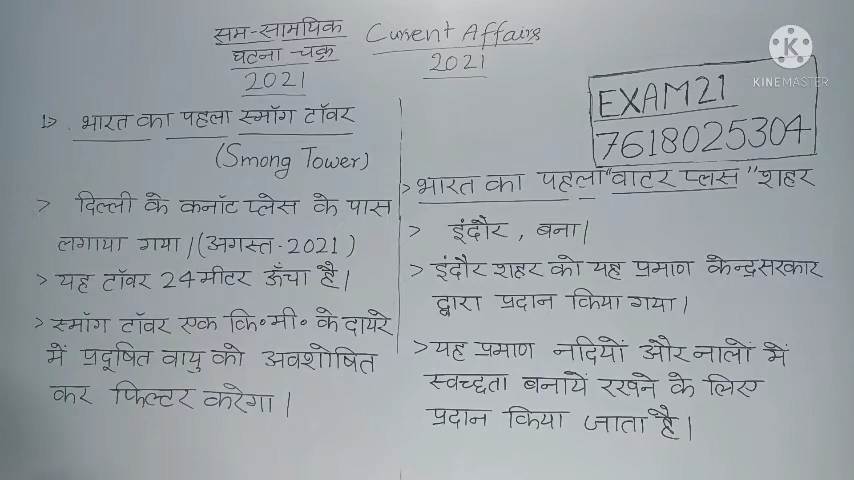 सम-सामयिक
घटना-चक्र
2021
Current Affairs
2021
K
KINEMASTER
EXAM21
7618025304
1> . भारत का पहला स्मॉग टॉवर
(Smong Tower)
> दिल्ली के कनॉट प्लेस के पास
लगाया गया। (अगस्त-2021)
> यह टॉवर 24 मीटर ऊँचा है।
> स्मॉग टॉवर एक कि॰मी॰ के दायरे
में प्रदूषित वायु को अवशोषित
कर फिल्टर करेगा।
> भारत का पहला "वाटर प्लस" शहर
> इंदौर, बना।
> इंदौर शहर को यह प्रमाण केन्द्र सरकार
द्वारा प्रदान किया गया।
> यह प्रमाण नदियों और नालों में
स्वच्छता बनायें रखने के लिए
प्रदान किया जाता है।